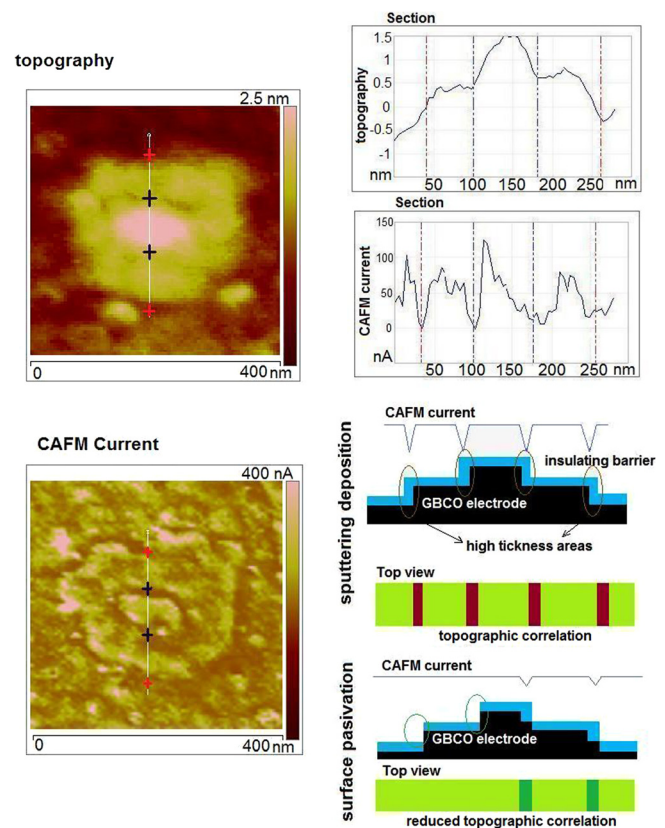 topography
2.5 nm
0
400 nm
Section
topography
1.5
1
0.5
0
-0.5
-1
nm
50
100
150
200
nm
Section
CAFM current
150
100
50
0
nA
50
100
150
200
250
nm
CAFM Current
400 nA
0
400 nm
sputtering deposition
CAFM current
insulating barrier
GBCO electrode
high tickness areas
Top view
topographic correlation
surface pasivation
CAFM current
GBCO electrode
Top view
reduced topographic correlation